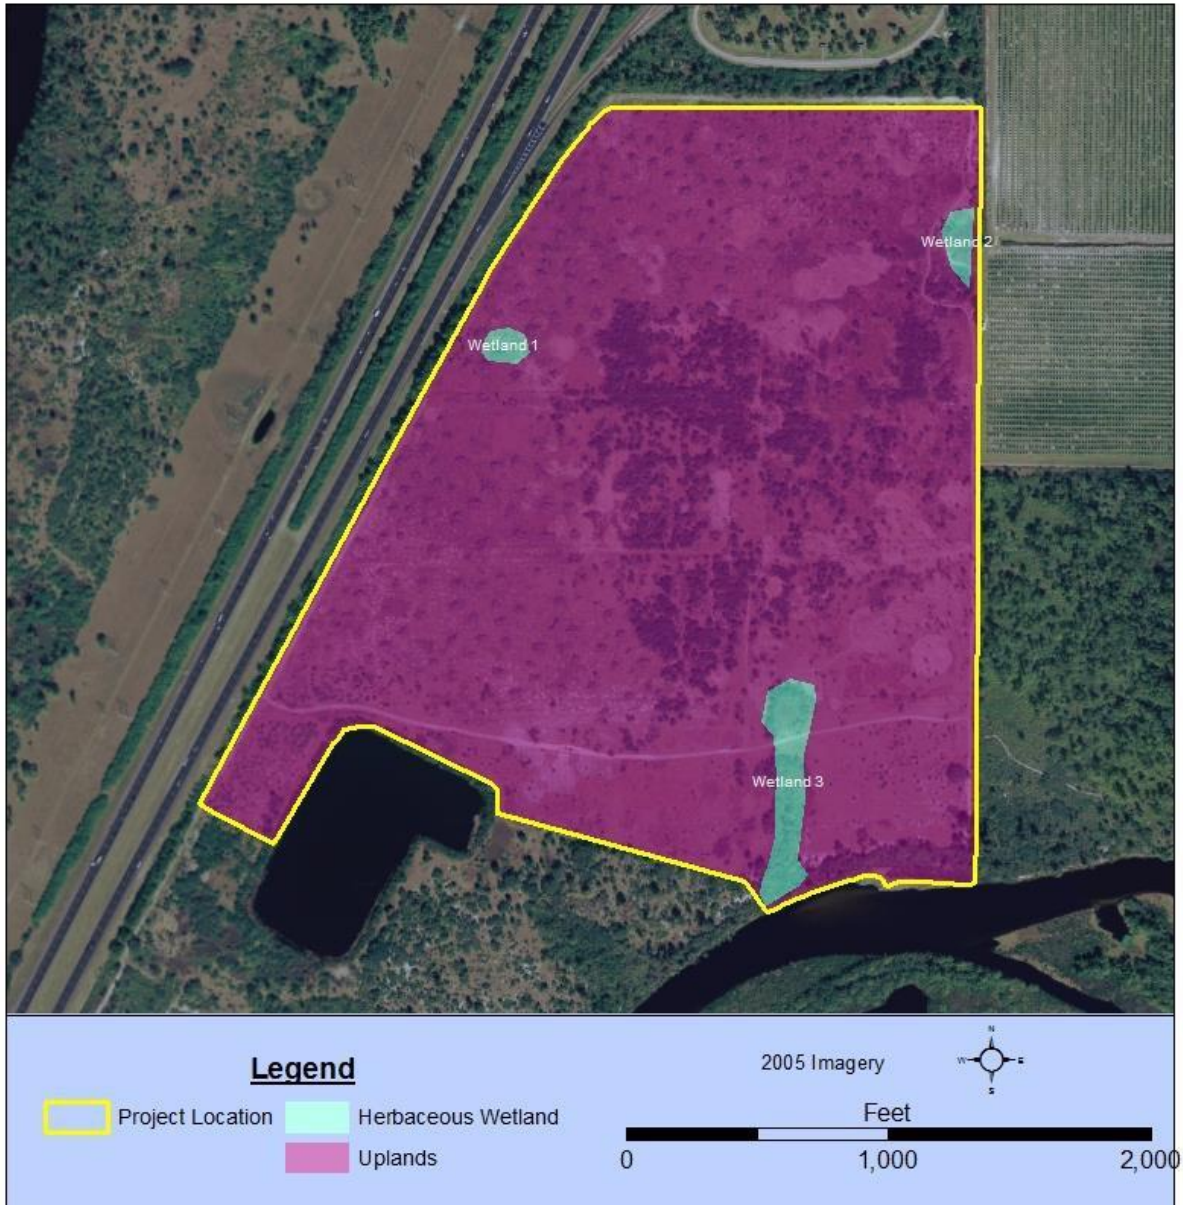 Wetland 2
Wetland 1
Wetland 3
Legend
Project Location
Herbaceous Wetland
Uplands
2005 Imagery
N
W E
S
Feet
0 1,000 2,000